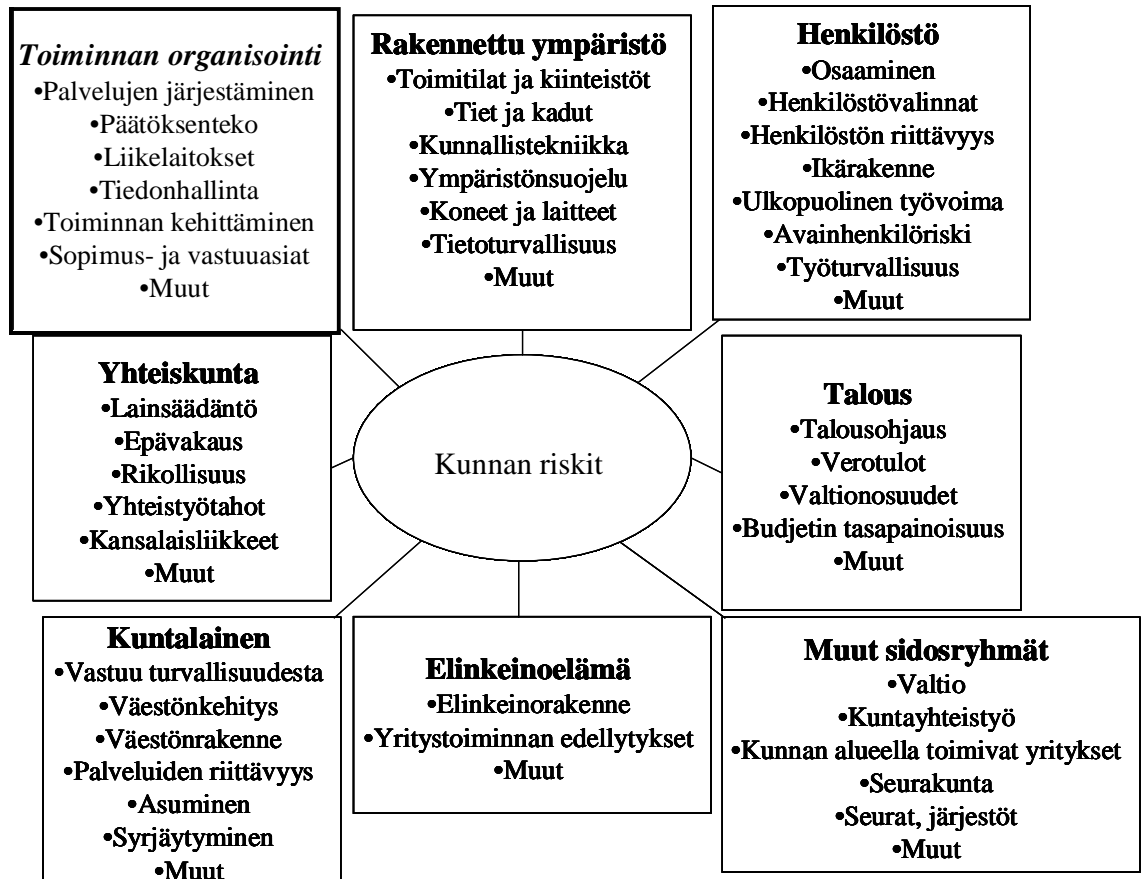 Toiminnan organisointi
•Palvelujen järjestäminen
•Päätöksenteko
•Liikelaitokset
•Tiedonhallinta
•Toiminnan kehittäminen
•Sopimus- ja vastuuasiat
•Muut
Rakennettu ympäristö
•Toimitilat ja kiinteistöt
•Tiet ja kadut
•Kunnallistekniikka
•Ympäristönsuojelu
•Koneet ja laitteet
•Tietoturvallisuus
•Muut
Henkilöstö
•Osaaminen
•Henkilöstövalinnat
•Henkilöstön riittävyys
•Ikärakenne
•Ulkopuolinen työvoima
•Avainhenkilöriski
•Työturvallisuus
•Muut
Yhteiskunta
•Lainsäädäntö
•Epävakaus
•Rikollisuus
•Yhteistyötahot
•Kansalaisliikkeet
•Muut
Kunnan riskit
Talous
•Talousohjaus
•Verotulot
•Valtionosuudet
•Budjetin tasapainoisuus
•Muut
Kuntalainen
•Vastuu turvallisuudesta
•Väestönkehitys
•Väestönrakenne
•Palveluiden riittävyys
•Asuminen
•Syrjäytyminen
•Muut
Elinkeinoelämä
•Elinkeinorakenne
•Yritystoiminnan edellytykset
•Muut
Muut sidosryhmät
•Valtio
•Kuntayhteistyö
•Kunnan alueella toimivat yritykset
•Seurakunta
•Seurat, järjestöt
•Muut